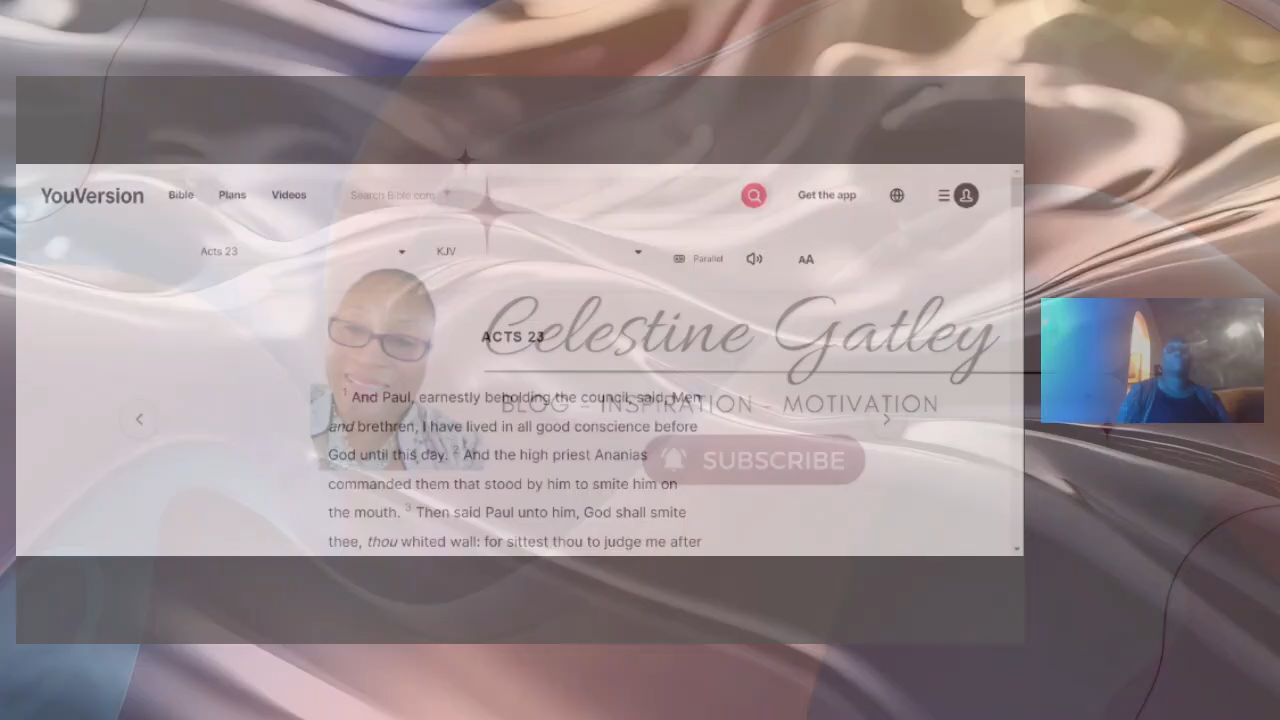 YouVersion Bible Plans Videos Search Bible.com Get the app
Acts 23 KJV Parallel AA
ACTS 23
Celestine Gatley
BLOG – INSPIRATION – MOTIVATION
SUBSCRIBE
1 And Paul, earnestly beholding the council, said, Men
and brethren, I have lived in all good conscience before
God until this day. 2 And the high priest Ananias
commanded them that stood by him to smite him on
the mouth. 3 Then said Paul unto him, God shall smite
thee, thou whited wall: for sittest thou to judge me after